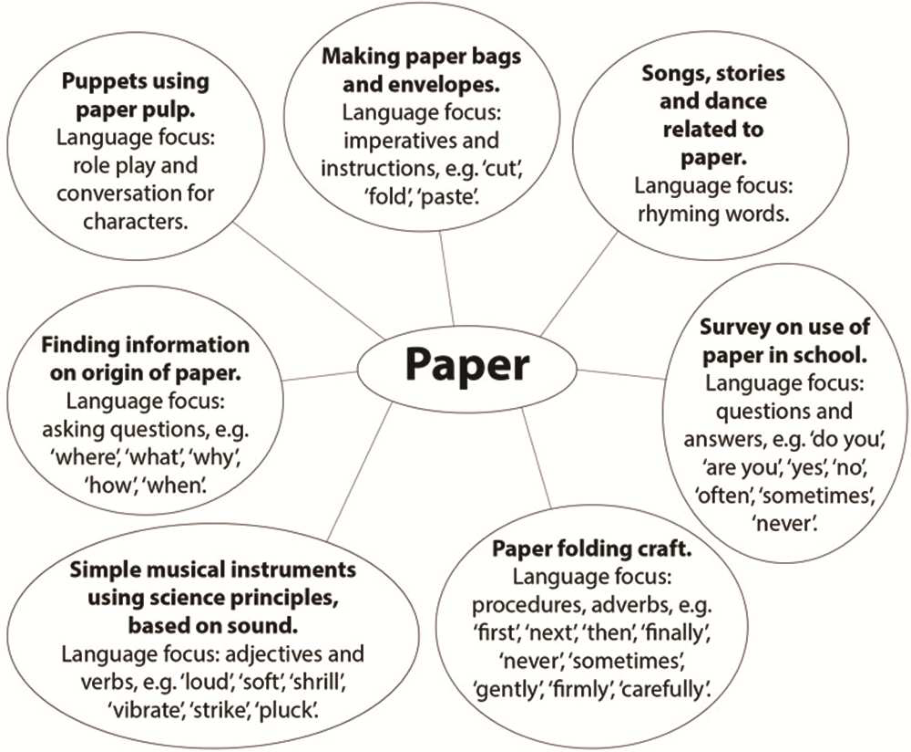 Puppets using
paper pulp.
Language focus:
role play and
conversation for
characters.
Making paper bags
and envelopes.
Language focus:
imperatives and
instructions, e.g. ‘cut’,
‘fold’, ‘paste’.
Songs, stories
and dance
related to
paper.
Language focus:
rhyming words.
Finding information
on origin of paper.
Language focus:
asking questions, e.g.
‘where’, ‘what’, ‘why’,
‘how’, ‘when’.
Paper
Survey on use of
paper in school.
Language focus:
questions and
answers, e.g. ‘do you’,
‘are you’, ‘yes’, ‘no’,
‘often’, ‘sometimes’,
‘never’.
Simple musical instruments
using science principles,
based on sound.
Language focus: adjectives and
verbs, e.g. ‘loud’, ‘soft’, ‘shrill’,
‘vibrate’, ‘strike’, ‘pluck’.
Paper folding craft.
Language focus:
procedures, adverbs, e.g.
‘first’, ‘next’, ‘then’, ‘finally’,
‘never’, ‘sometimes’,
‘gently’, ‘firmly’, ‘carefully’.